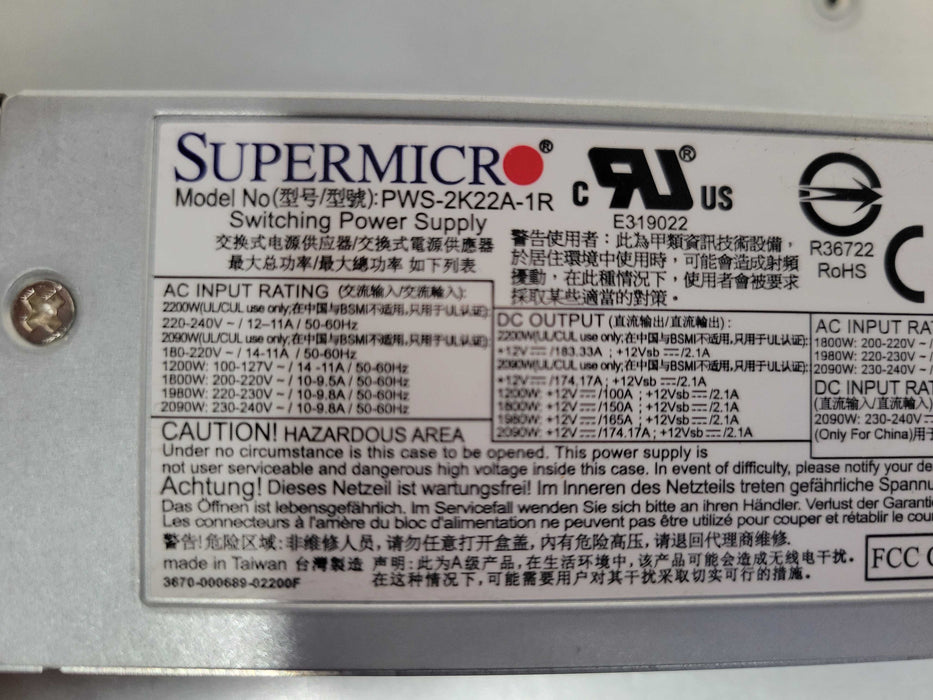 SUPERMICRO®
Model No(型号/型號): PWS-2K22A-1R
Switching Power Supply
交换式电源供应器/交換式電源供應器
最大总功率/最大總功率 如下列表
C RU® US
E319022
警告使用者：此為甲類資訊技術設備，
於居住環境中使用時，可能會造成射頻
擾動，在此種情況下，使用者會被要求
採取某些適當的對策。
R36722
RoHS
AC INPUT RATING (交流输入/交流輸入):
2200W(UL/CUL use only;在中国与BSMI不适用,只用于UL认证):
220-240V ~ / 12-11A / 50-60Hz
2090W(UL/CUL use only;在中国与BSMI不适用,只用于UL认证):
180-220V ~ / 14-11A / 50-60Hz
1200W: 100-127V ~ / 14 -11A / 50-60Hz
1800W: 200-220V ~ / 10-9.5A / 50-60Hz
1980W: 220-230V ~ / 10-9.8A / 50-60Hz
2090W: 230-240V ~ / 10-9.8A / 50-60Hz
DC OUTPUT (直流输出/直流輸出) :
2200W(UL/CUL use only;在中国与BSMI不适用,只用于UL认证):
+12V ⎓ /183.33A ; +12Vsb ⎓ /2.1A
2090W(UL/CUL use only;在中国与BSMI不适用,只用于UL认证):
+12V ⎓ /174.17A ; +12Vsb ⎓ /2.1A
1200W: +12V ⎓ /100A ; +12Vsb ⎓ /2.1A
1800W: +12V ⎓ /150A ; +12Vsb ⎓ /2.1A
1980W: +12V ⎓ /165A ; +12Vsb ⎓ /2.1A
2090W: +12V ⎓ /174.17A ; +12Vsb ⎓ /2.1A
AC INPUT RA
1800W: 200-220V ~ /
1980W: 220-230V ~ /
2090W: 230-240V ~ /
DC INPUT RAT
(直流输入/直流輸入)
2090W: 230-240V ⎓
(Only For China)用于
CAUTION! HAZARDOUS AREA
Under no circumstance is this case to be opened. This power supply is
not user serviceable and dangerous high voltage inside this case. In event of difficulty, please notify your de
Achtung! Dieses Netzeil ist wartungsfrei! Im Inneren des Netzteils treten gefährliche Spannu
Das Öffnen ist lebensgefährlich. Im Servicefall wenden Sie sich bitte an ihren Händler. Verlust der Garanti
Les connecteurs à l'arrière du bloc d'alimentation ne peuvent pas être utilizé pour couper et rétablir le cou
警告!危险区域:非维修人员,请勿任意打开盒盖,内有危险高压,请退回代理商维修.
made in Taiwan 台灣製造 声明:此为A级产品,在生活环境中,该产品可能会造成无线电干扰.
在这种情况下,可能需要用户对其干扰采取切实可行的措施.
3670-000689-02200F
FCC